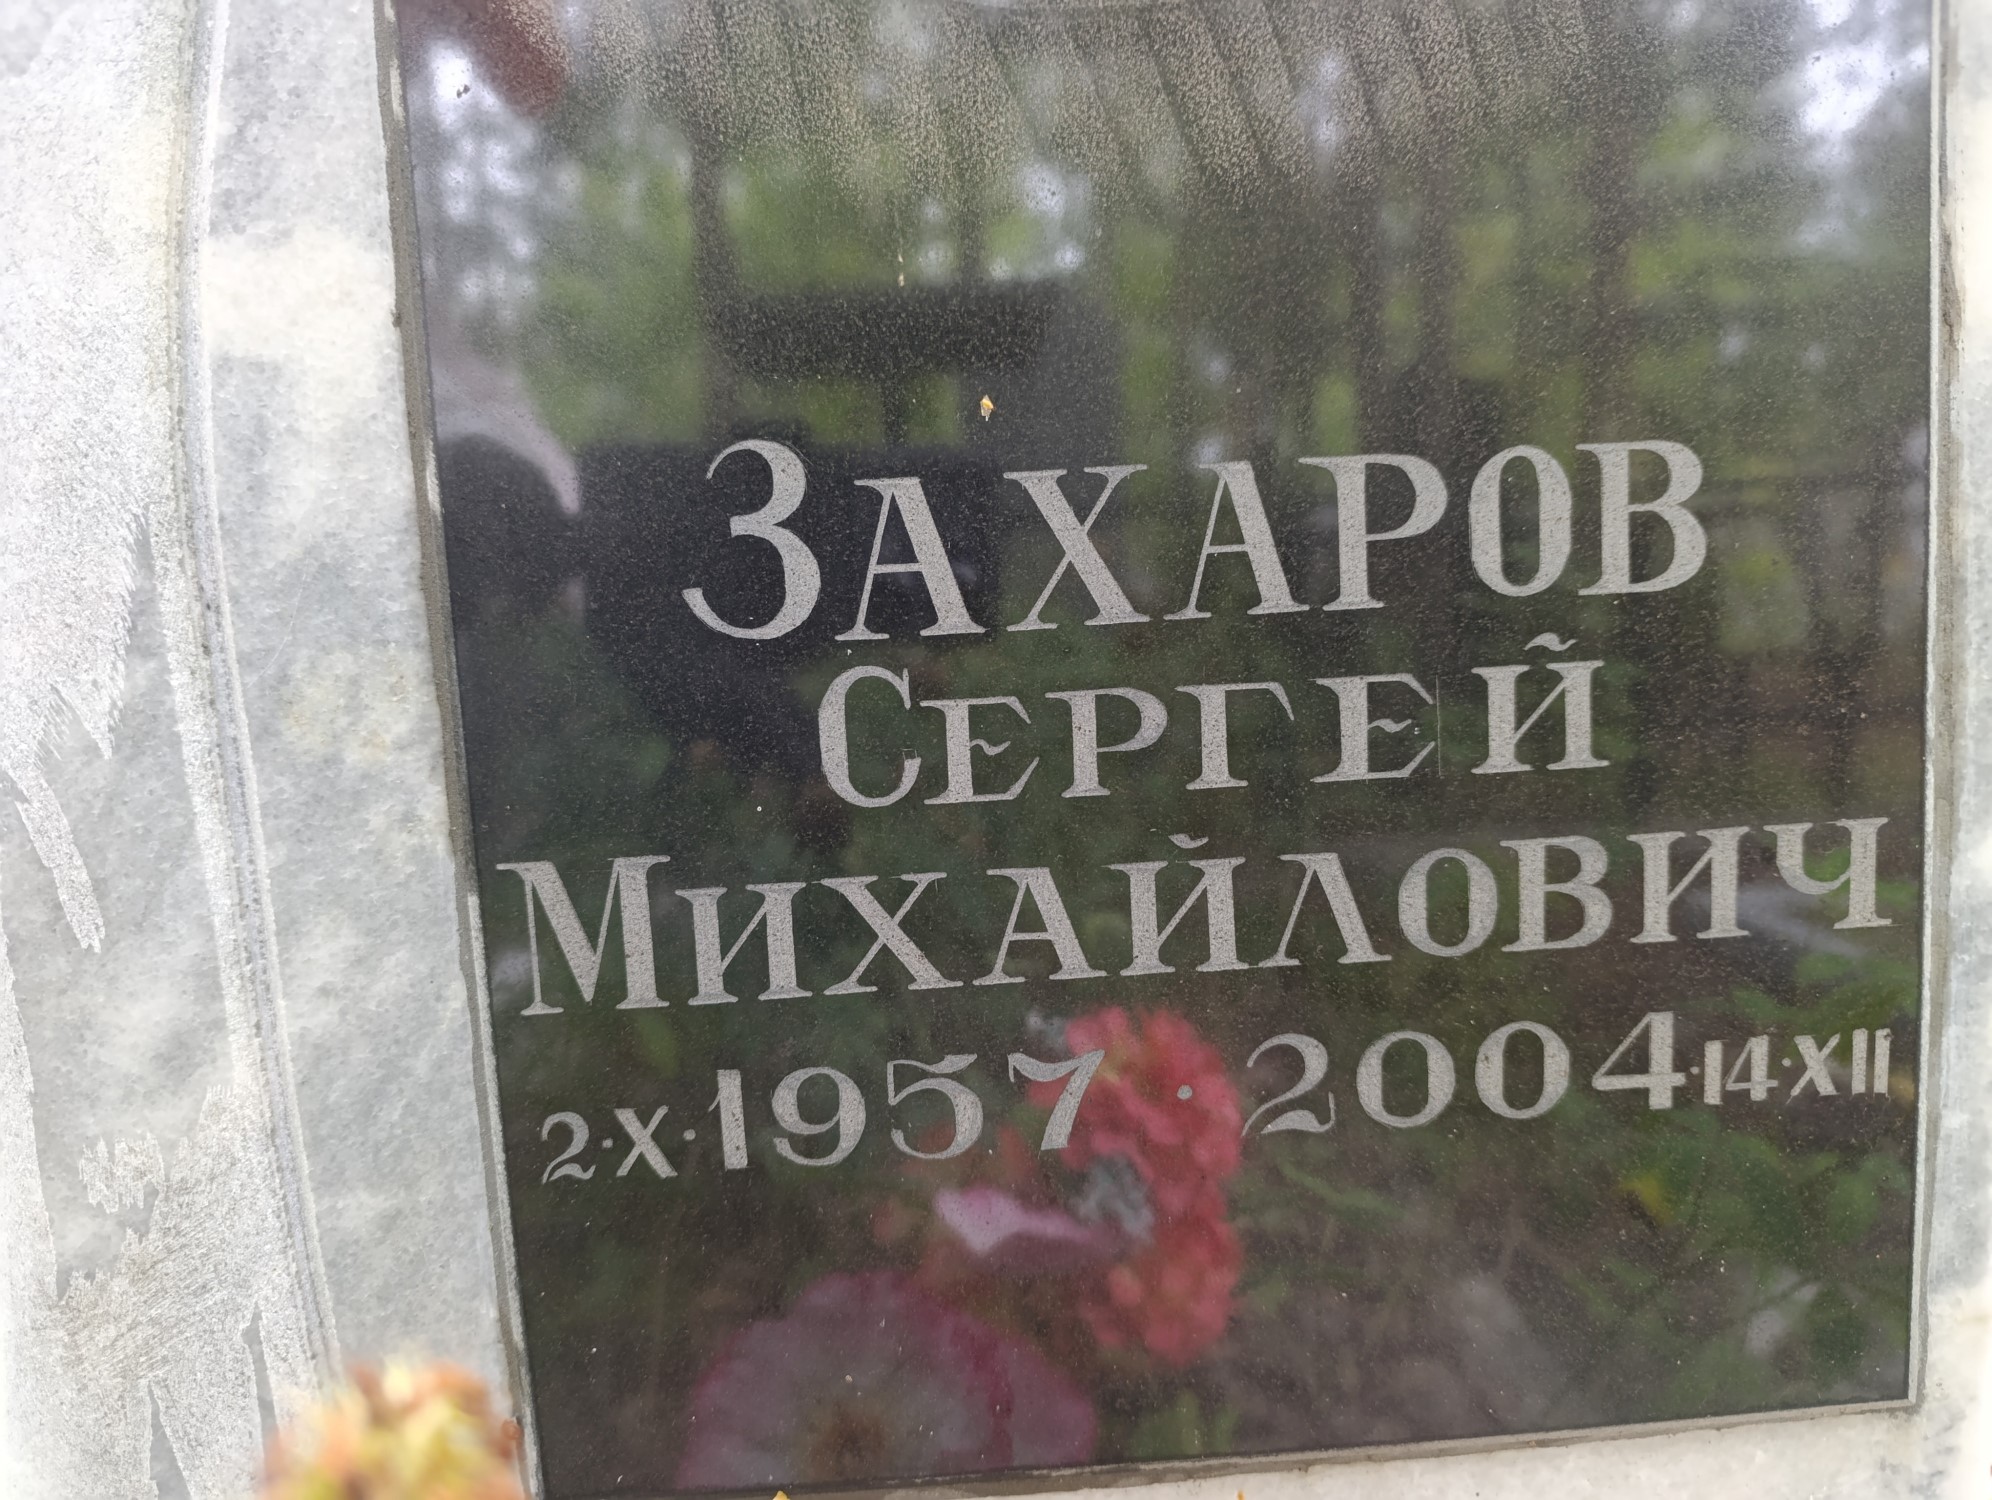 ЗАХАРОВ
СЕРГЕЙ
МИХАЙЛОВИЧ
2·X·1957 · 2004·14·XII